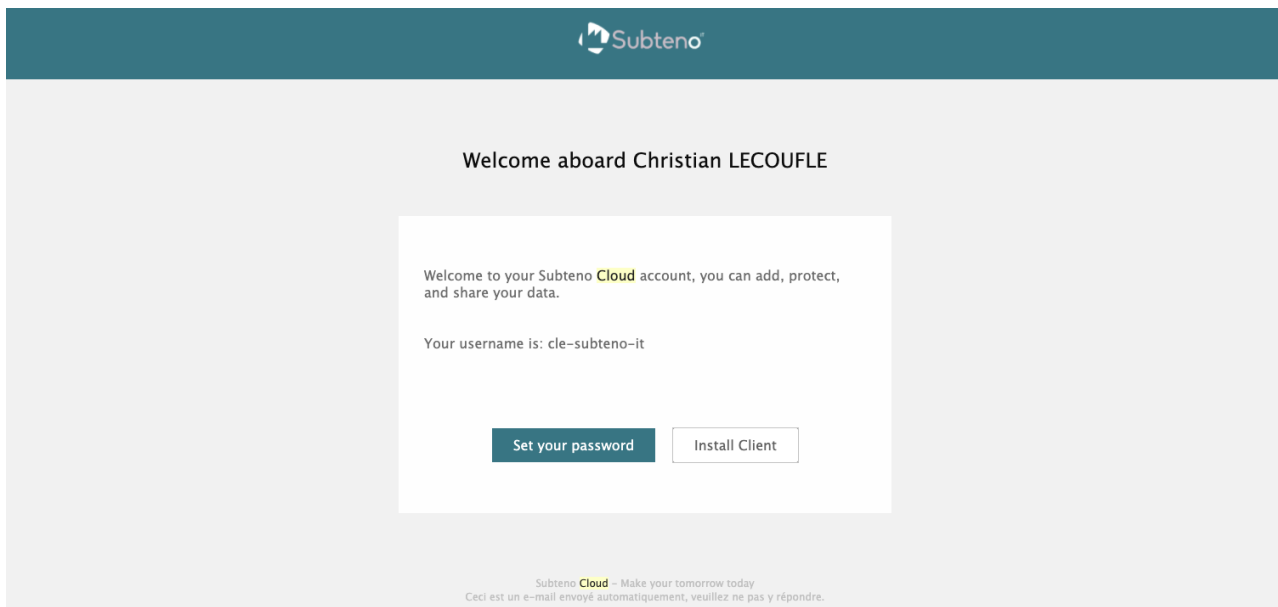 Subteno
Welcome aboard Christian LECOUFLE
Welcome to your Subteno Cloud account, you can add, protect,
and share your data.
Your username is: cle-subteno-it
Set your password
Install Client
Subteno Cloud – Make your tomorrow today
Ceci est un e-mail envoyé automatiquement, veuillez ne pas y répondre.